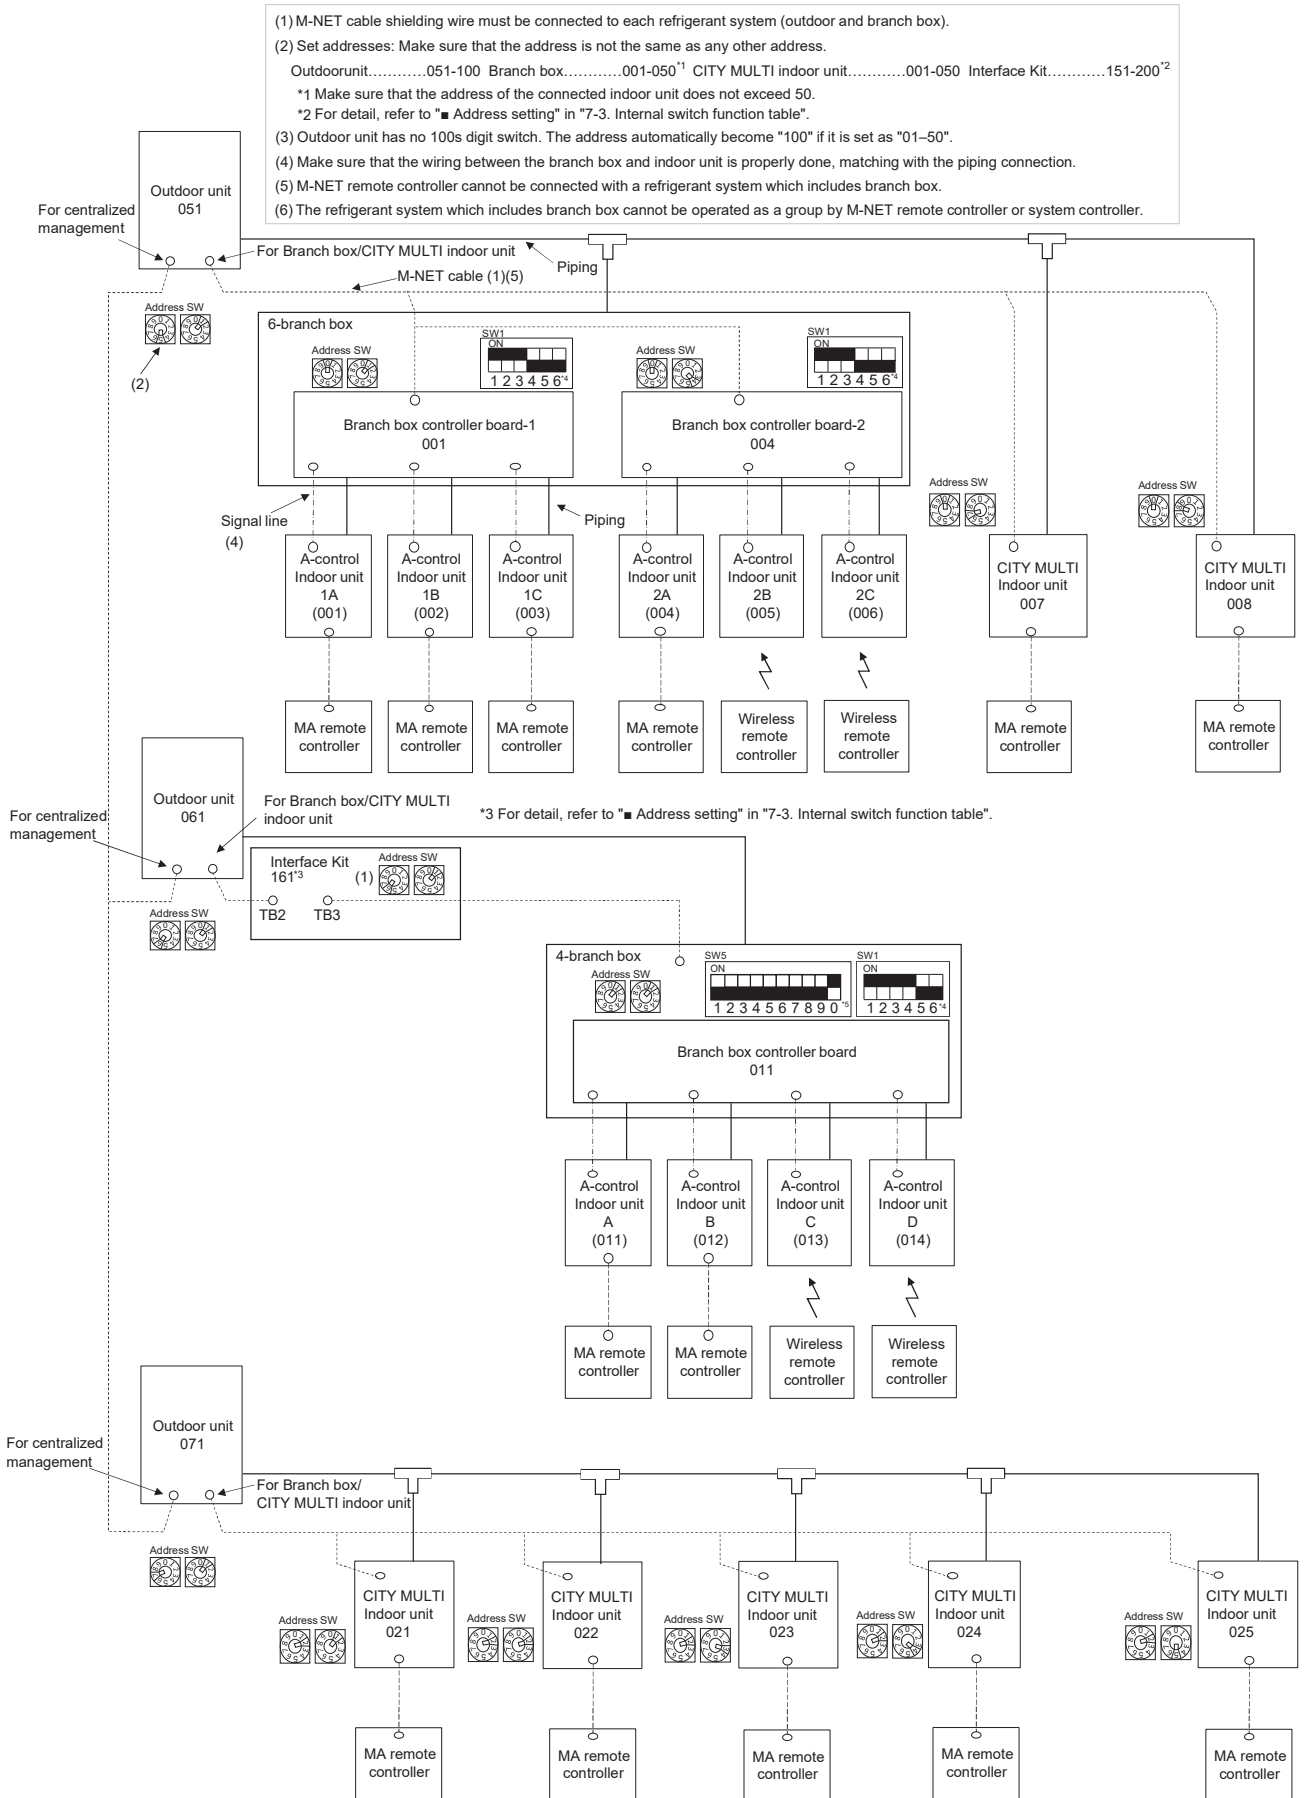 (1) M-NET cable shielding wire must be connected to each refrigerant system (outdoor and branch box).
(2) Set addresses: Make sure that the address is not the same as any other address.
Outdoorunit............051-100 Branch box............001-050*1 CITY MULTI indoor unit............001-050 Interface Kit............151-200*2
*1 Make sure that the address of the connected indoor unit does not exceed 50.
*2 For detail, refer to "■ Address setting" in "7-3. Internal switch function table".
(3) Outdoor unit has no 100s digit switch. The address automatically become "100" if it is set as "01–50".
(4) Make sure that the wiring between the branch box and indoor unit is properly done, matching with the piping connection.
(5) M-NET remote controller cannot be connected with a refrigerant system which includes branch box.
(6) The refrigerant system which includes branch box cannot be operated as a group by M-NET remote controller or system controller.
Outdoor unit
051
For centralized
management
For Branch box/CITY MULTI indoor unit
Piping
M-NET cable (1)(5)
Address SW
(2)
6-branch box
Address SW
SW1
ON
1 2 3 4 5 6*4
Address SW
SW1
ON
1 2 3 4 5 6*4
Branch box controller board-1
001
Branch box controller board-2
004
Signal line
(4)
Piping
Address SW
Address SW
A-control
Indoor unit
1A
(001)
A-control
Indoor unit
1B
(002)
A-control
Indoor unit
1C
(003)
A-control
Indoor unit
2A
(004)
A-control
Indoor unit
2B
(005)
A-control
Indoor unit
2C
(006)
CITY MULTI
Indoor unit
007
CITY MULTI
Indoor unit
008
MA remote
controller
MA remote
controller
MA remote
controller
MA remote
controller
Wireless
remote
controller
Wireless
remote
controller
MA remote
controller
MA remote
controller
Outdoor unit
061
For centralized
management
For Branch box/CITY MULTI
indoor unit
*3 For detail, refer to "■ Address setting" in "7-3. Internal switch function table".
Interface Kit
161*3
(1)
Address SW
TB2
TB3
Address SW
4-branch box
Address SW
SW5
ON
1 2 3 4 5 6 7 8 9 0*5
SW1
ON
1 2 3 4 5 6*4
Branch box controller board
011
A-control
Indoor unit
A
(011)
A-control
Indoor unit
B
(012)
A-control
Indoor unit
C
(013)
A-control
Indoor unit
D
(014)
MA remote
controller
MA remote
controller
Wireless
remote
controller
Wireless
remote
controller
Outdoor unit
071
For centralized
management
For Branch box/
CITY MULTI indoor unit
Address SW
CITY MULTI
Indoor unit
021
CITY MULTI
Indoor unit
022
CITY MULTI
Indoor unit
023
CITY MULTI
Indoor unit
024
CITY MULTI
Indoor unit
025
Address SW
Address SW
Address SW
Address SW
Address SW
MA remote
controller
MA remote
controller
MA remote
controller
MA remote
controller
MA remote
controller